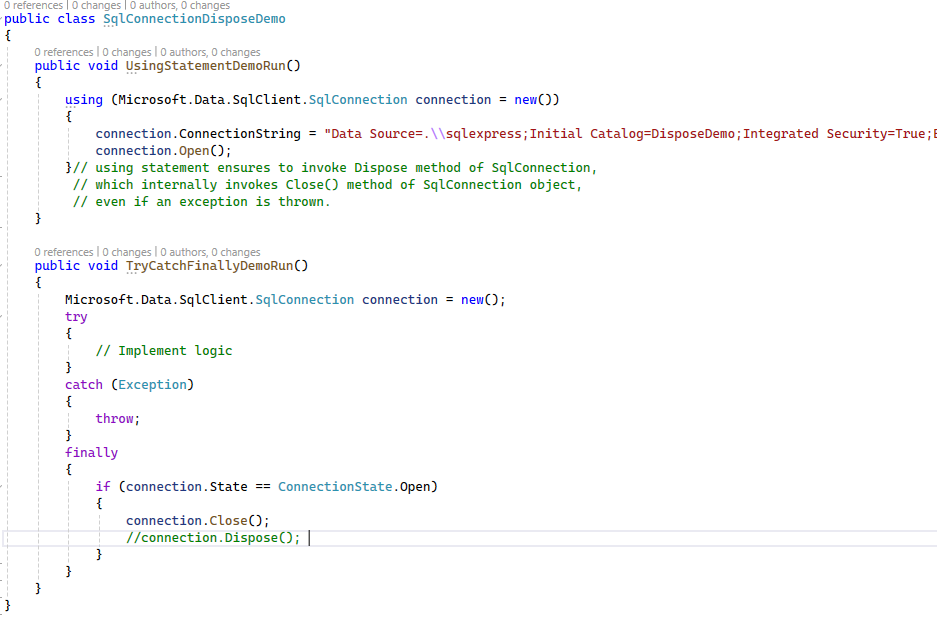 0 references | 0 changes | 0 authors, 0 changes
public class SqlConnectionDisposeDemo
{
0 references | 0 changes | 0 authors, 0 changes
public void UsingStatementDemoRun()
{
using (Microsoft.Data.SqlClient.SqlConnection connection = new())
{
connection.ConnectionString = "Data Source=.\\sqlexpress;Initial Catalog=DisposeDemo;Integrated Security=True;
connection.Open();
}// using statement ensures to invoke Dispose method of SqlConnection,
// which internally invokes Close() method of SqlConnection object,
// even if an exception is thrown.
}
0 references | 0 changes | 0 authors, 0 changes
public void TryCatchFinallyDemoRun()
{
Microsoft.Data.SqlClient.SqlConnection connection = new();
try
{
// Implement logic
}
catch (Exception)
{
throw;
}
finally
{
if (connection.State == ConnectionState.Open)
{
connection.Close();
//connection.Dispose();
}
}
}
}